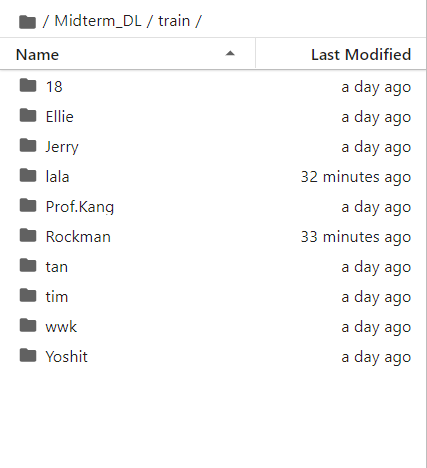 / Midterm_DL / train /
Name Last Modified
18 a day ago
Ellie a day ago
Jerry a day ago
lala 32 minutes ago
Prof.Kang a day ago
Rockman 33 minutes ago
tan a day ago
tim a day ago
wwk a day ago
Yoshit a day ago